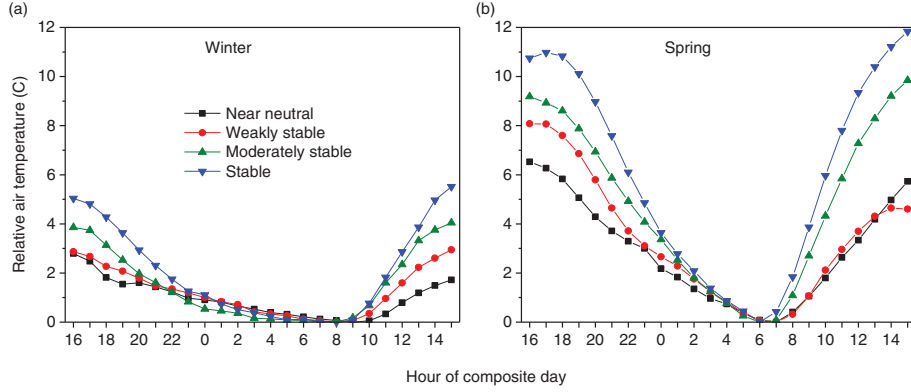 (a)
Winter
Relative air temperature (C)
12
10
8
6
4
2
0
Near neutral
Weakly stable
Moderately stable
Stable
16 18 20 22 0 2 4 6 8 10 12 14
(b)
Spring
12
10
8
6
4
2
0
16 18 20 22 0 2 4 6 8 10 12 14
Hour of composite day